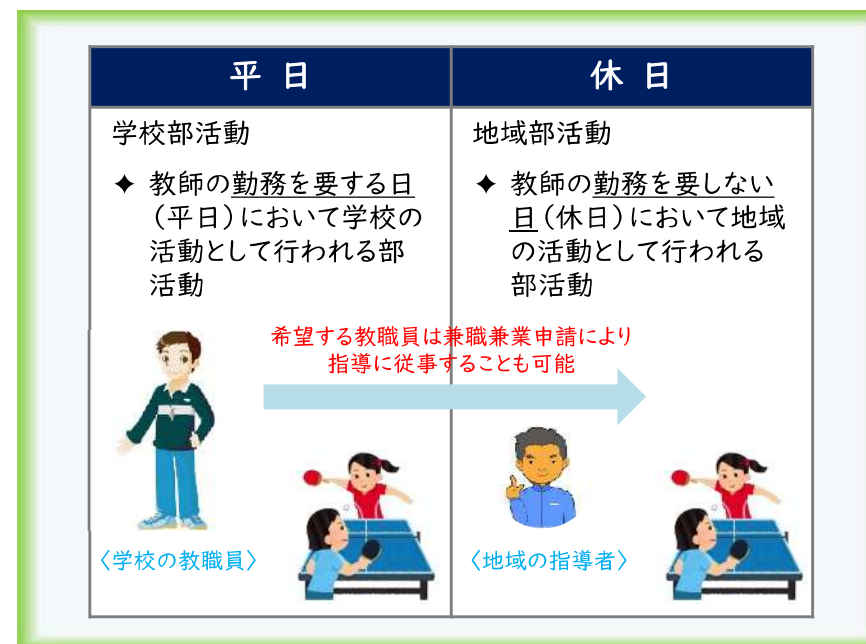 平 日
休 日
学校部活動
✦ 教師の勤務を要する日
(平日)において学校の
活動として行われる部
活動
地域部活動
✦ 教師の勤務を要しない
日(休日)において地域
の活動として行われる
部活動
希望する教職員は兼職兼業申請により
指導に従事することも可能
〈学校の教職員〉
〈地域の指導者〉